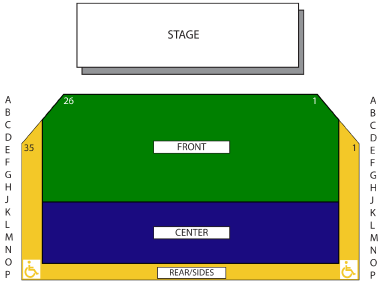 STAGE
A A
B 26 1 B
C C
D D
E 35 FRONT 1 E
F F
G G
H H
J J
K K
L L
M CENTER M
N N
O O
P REAR/SIDES P